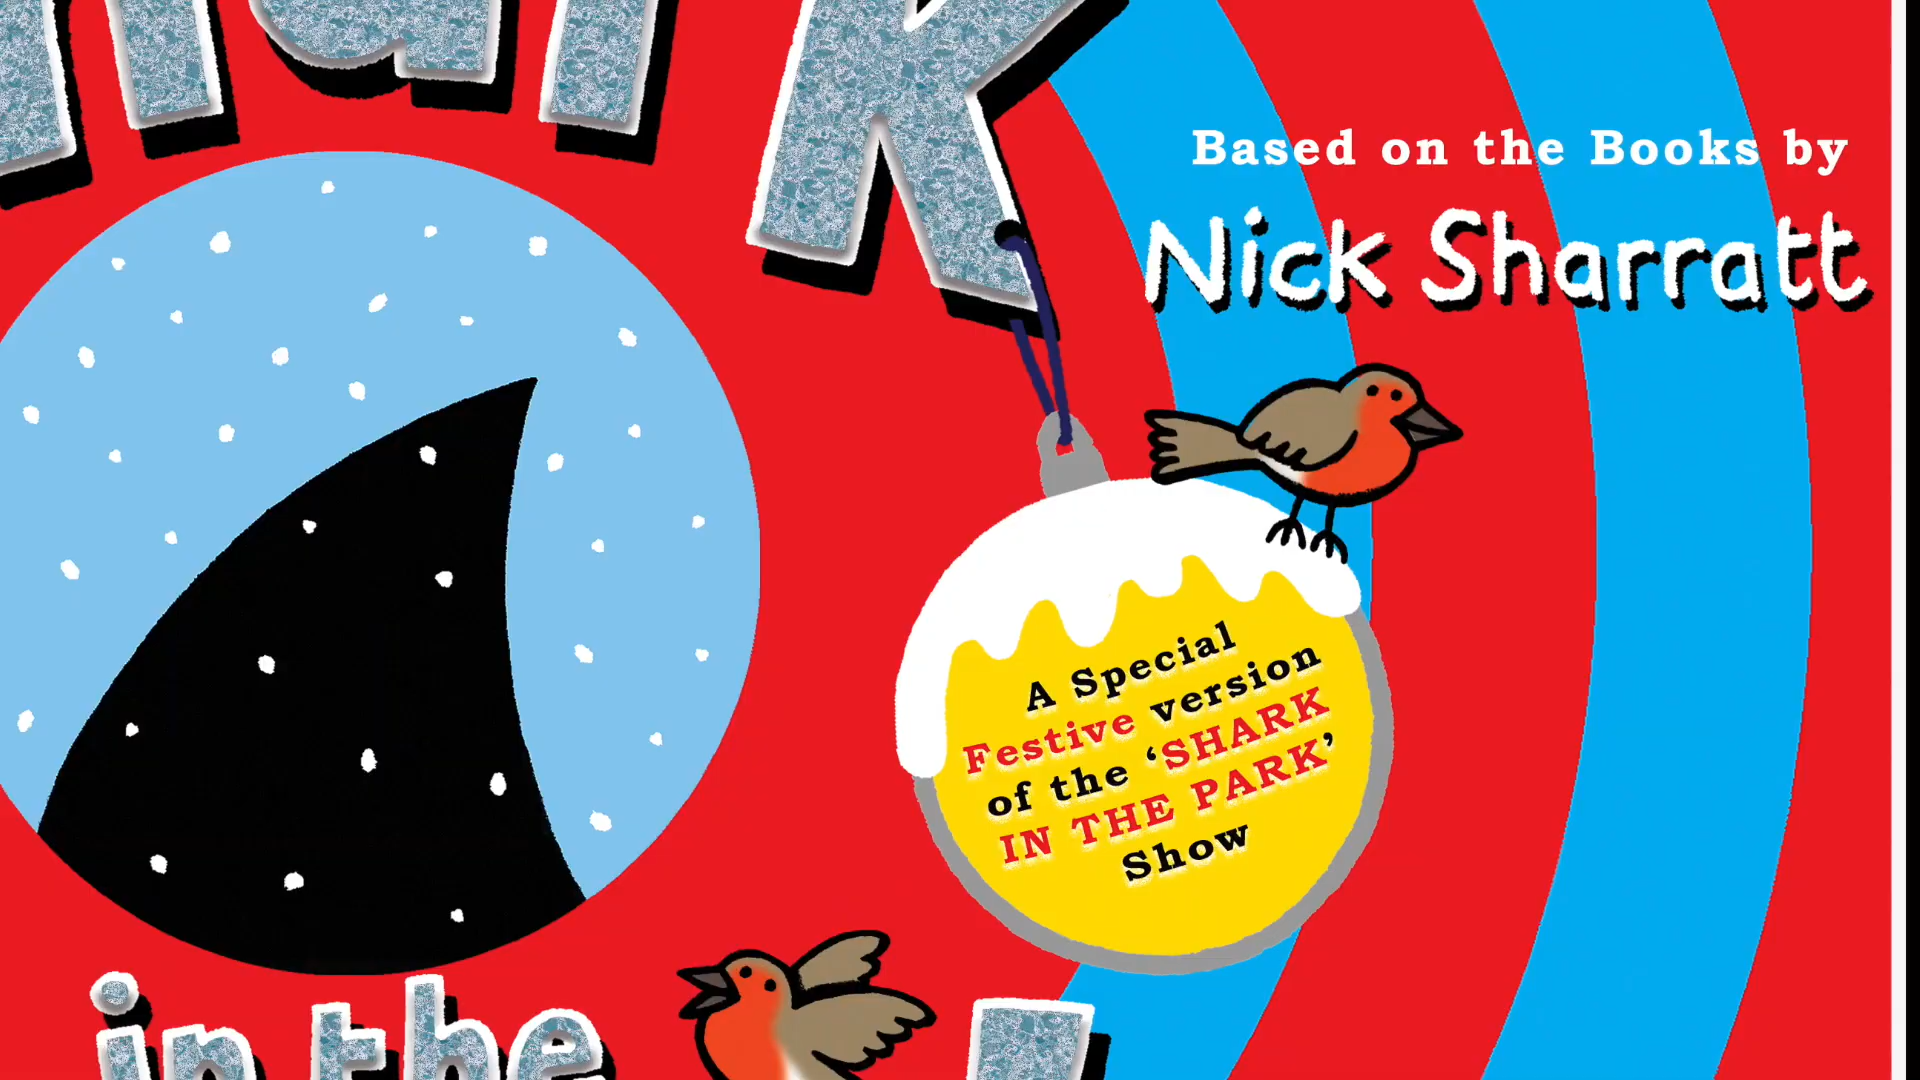 Shark
Based on the Books by
Nick Sharratt
A Special
Festive version
of the ‘SHARK
IN THE PARK’
Show
in the